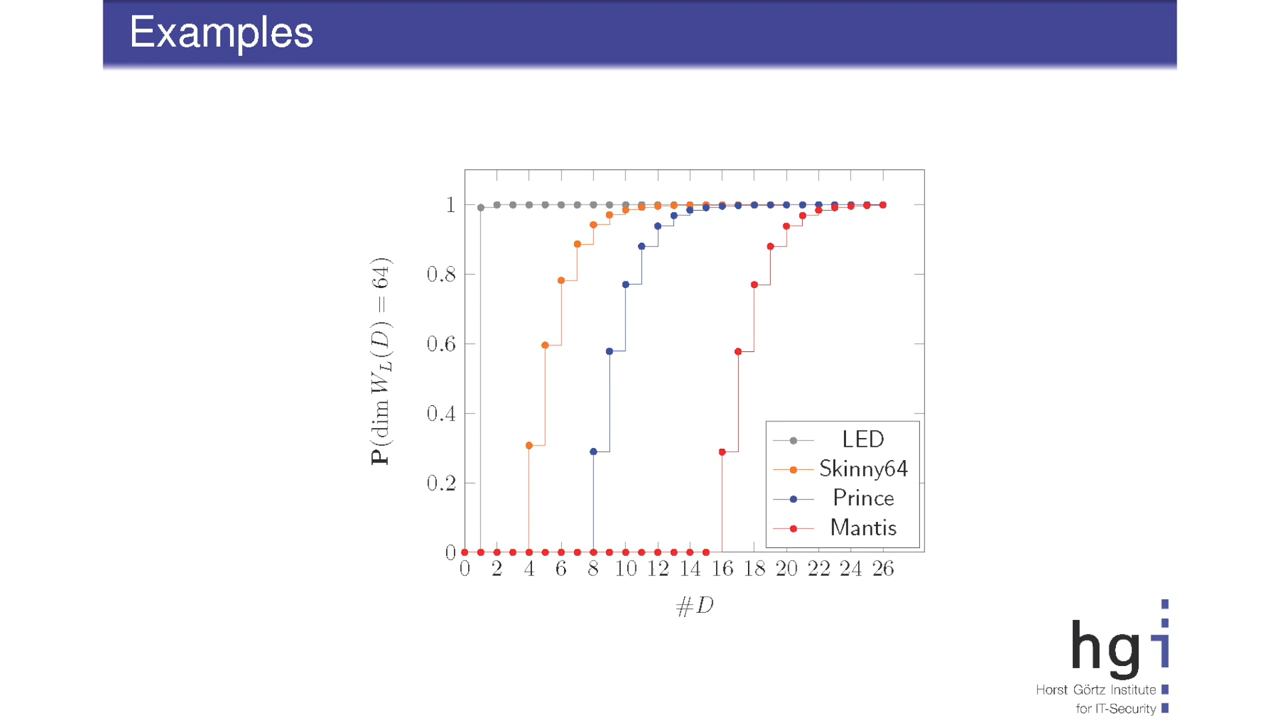 Examples
P(dim W_L(D) = 64)
1
0.8
0.6
0.4
0.2
0
0 2 4 6 8 10 12 14 16 18 20 22 24 26
#D
LED
Skinny64
Prince
Mantis
hgi
Horst Görtz Institute
for IT-Security